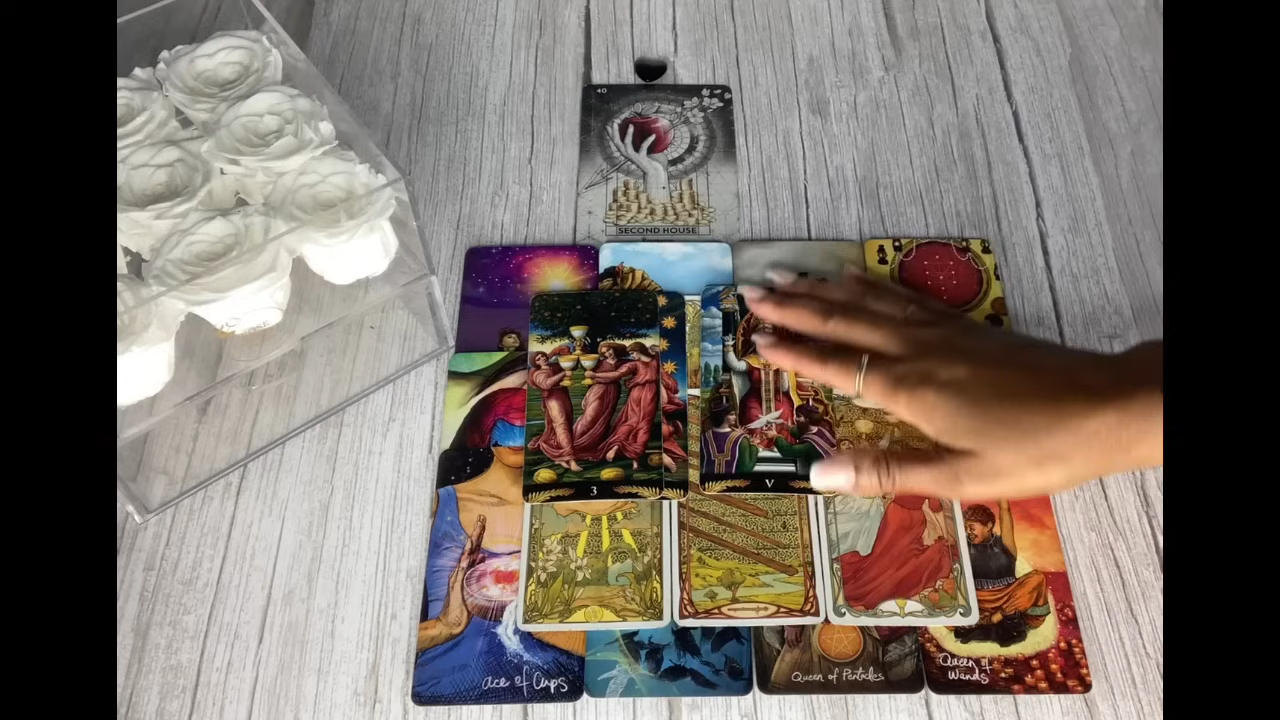 40
SECOND HOUSE
3
V
ace of Cups
Queen of Pentacles
Queen of
Wands